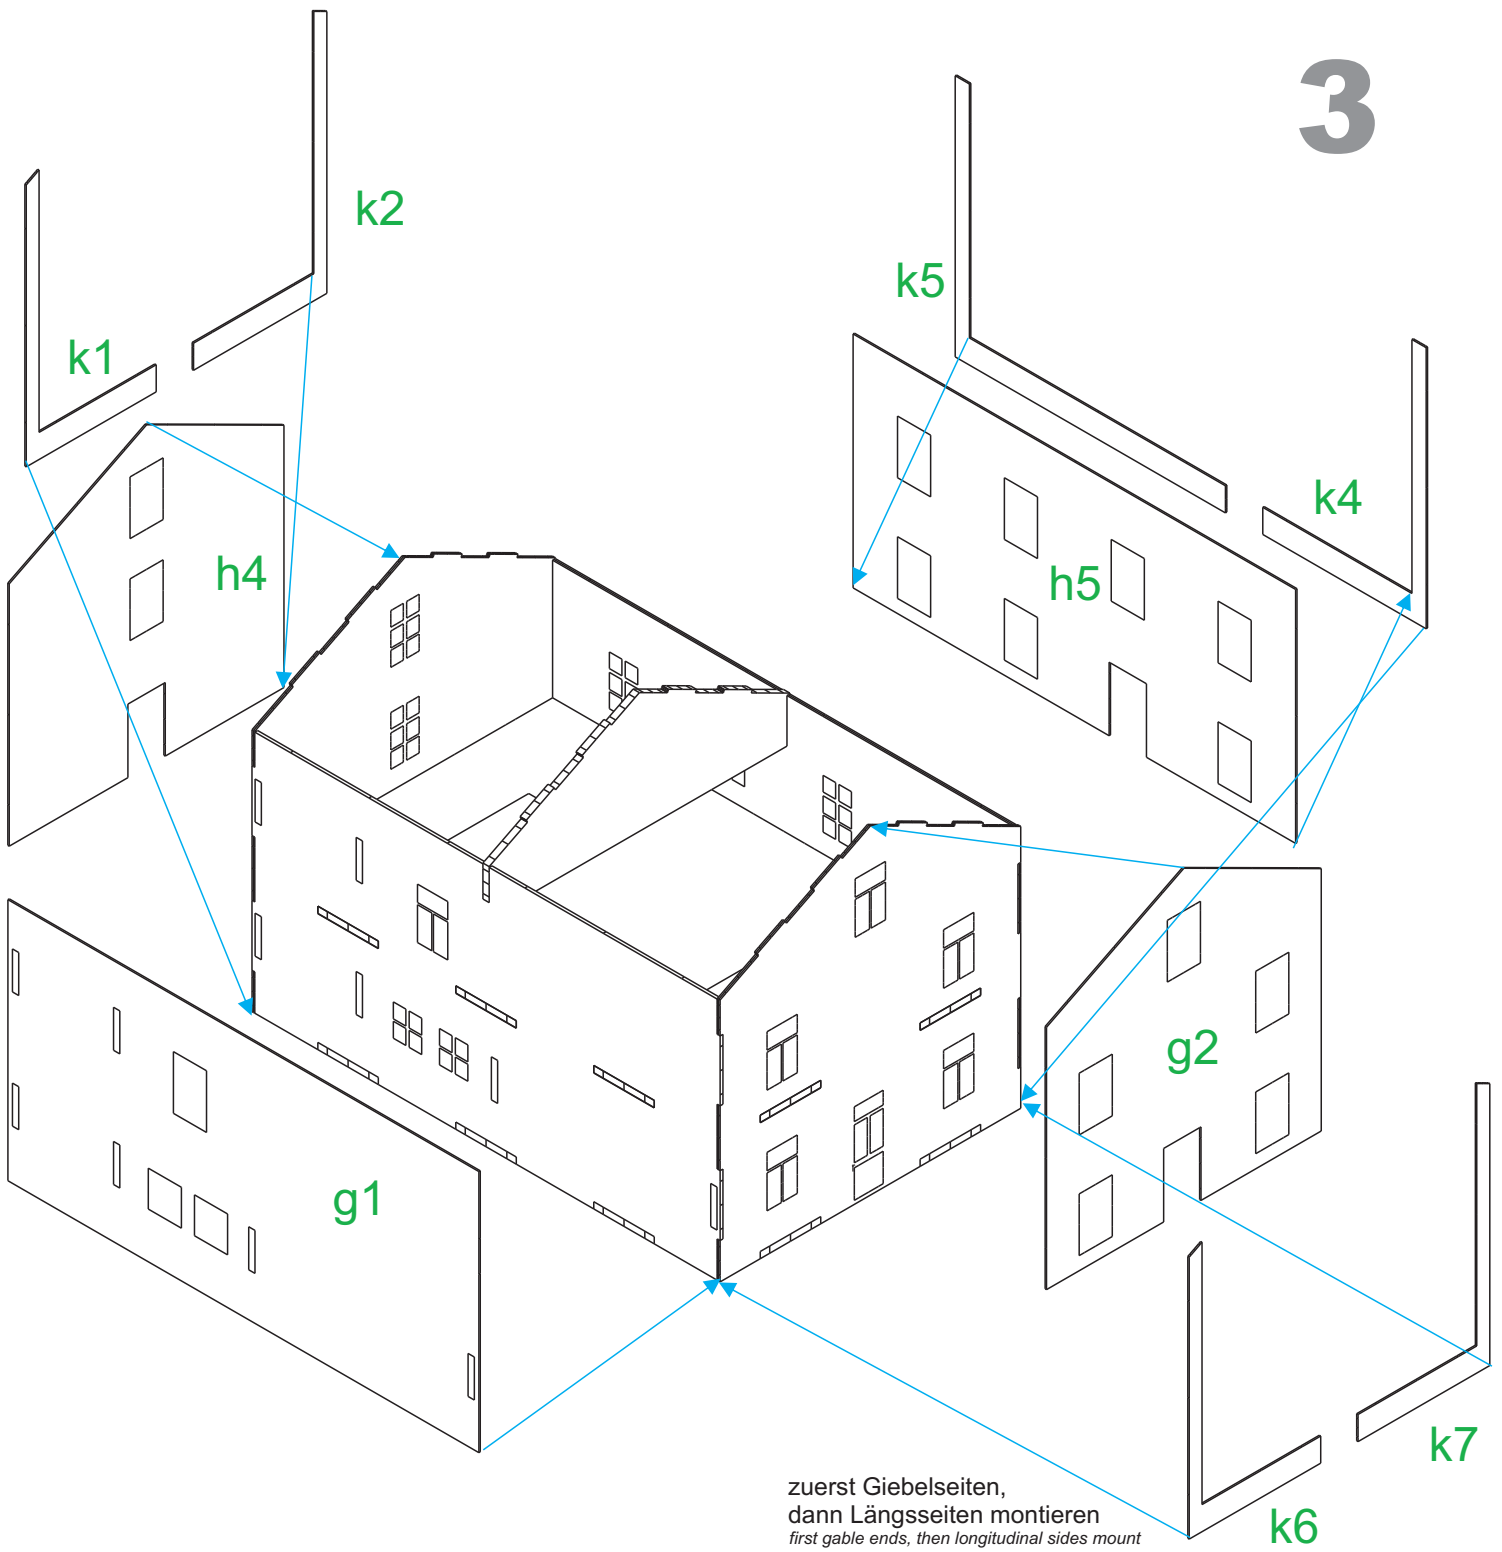 3
k2
k5
k1
k4
h4
h5
g2
g1
k7
zuerst Giebelseiten,
dann Längsseiten montieren
first gable ends, then longitudinal sides mount
k6